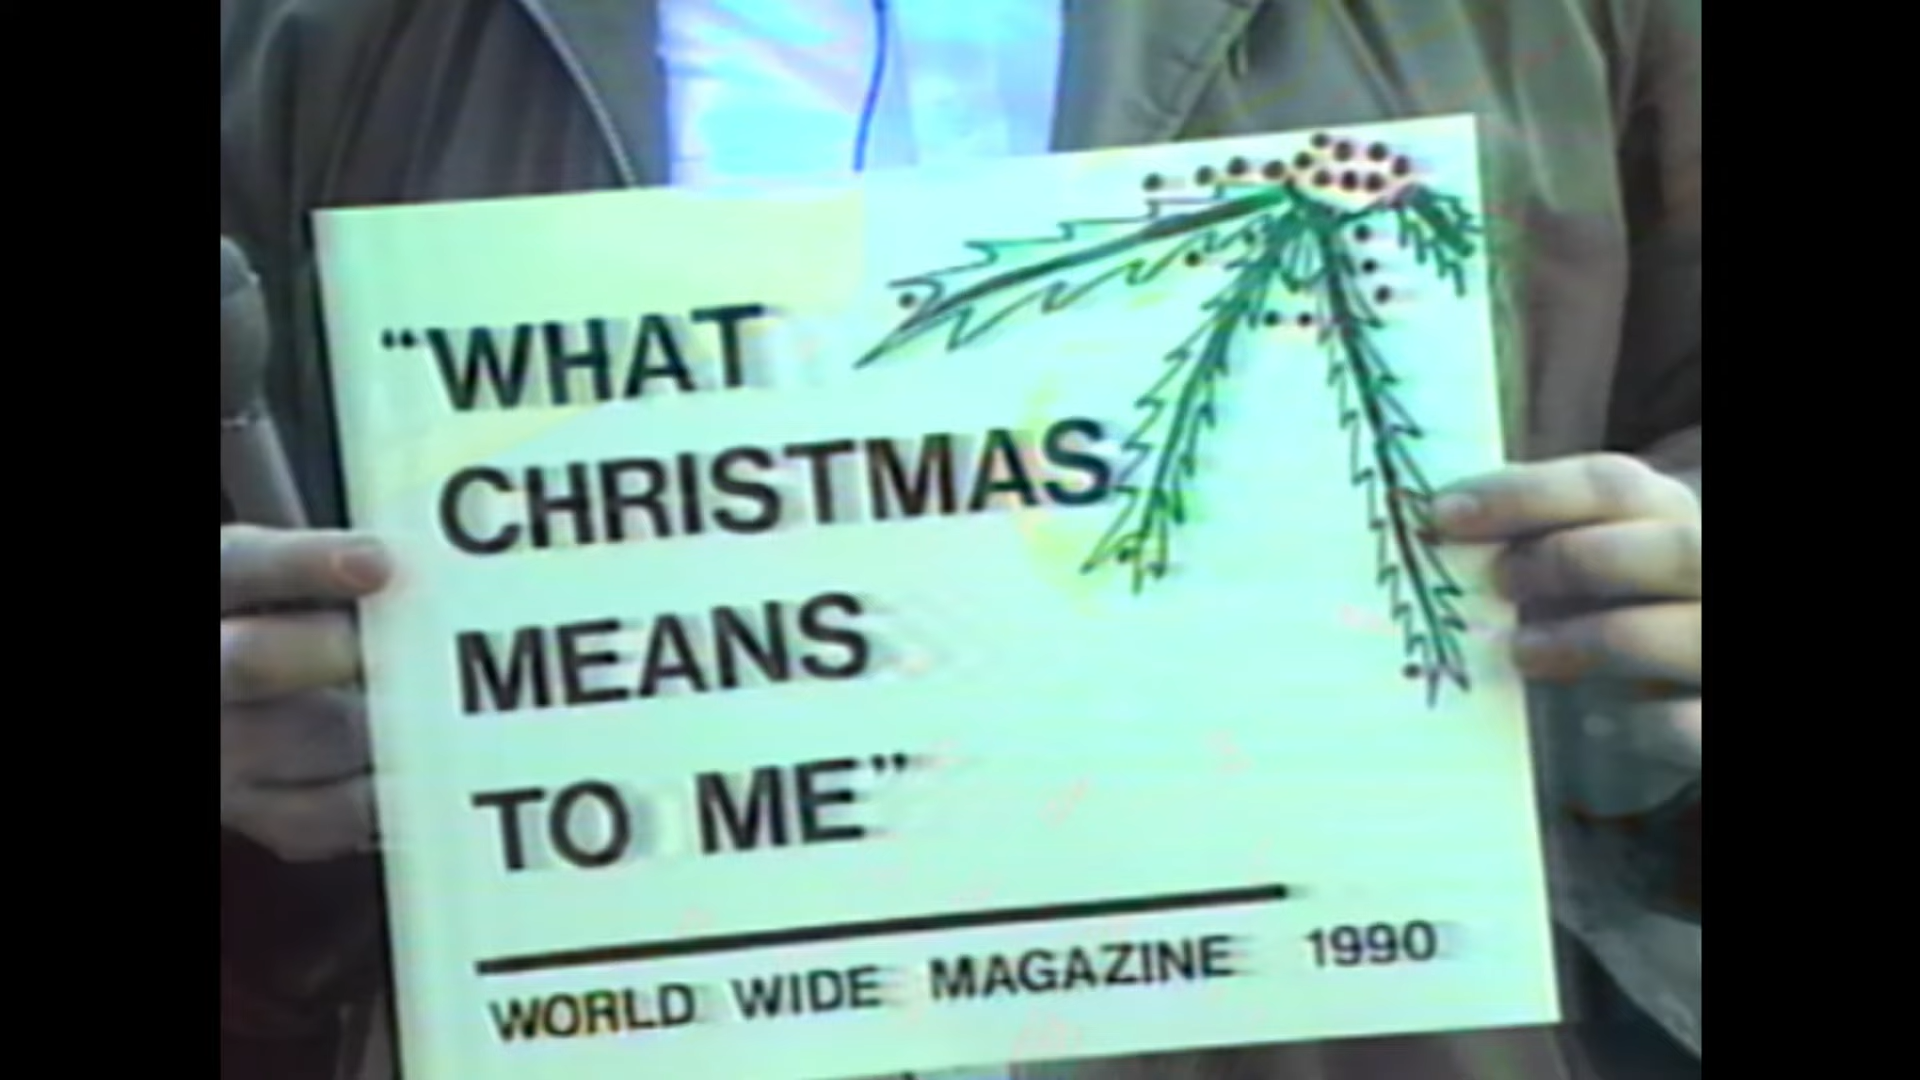 “WHAT
CHRISTMAS
MEANS
TO ME”
WORLD WIDE MAGAZINE 1990